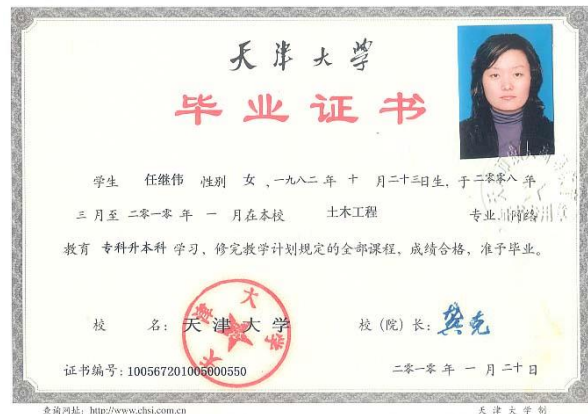 天津大学
毕业证书
学生 任继伟 性别 女 、一九八二年 十 月二十三日生，于二零零八 年
三 月至 二零一零 年 一 月在本校 土木工程 专业 网络
教育 专科升本科 学习，修完教学计划规定的全部课程，成绩合格，准予毕业。
校 名：天津大学 校（院）长：
天津大学
证书编号：100567201005000550 二零一零 年 一 月 二十 日
查询网址：http://www.chsi.com.cn 天津大学制